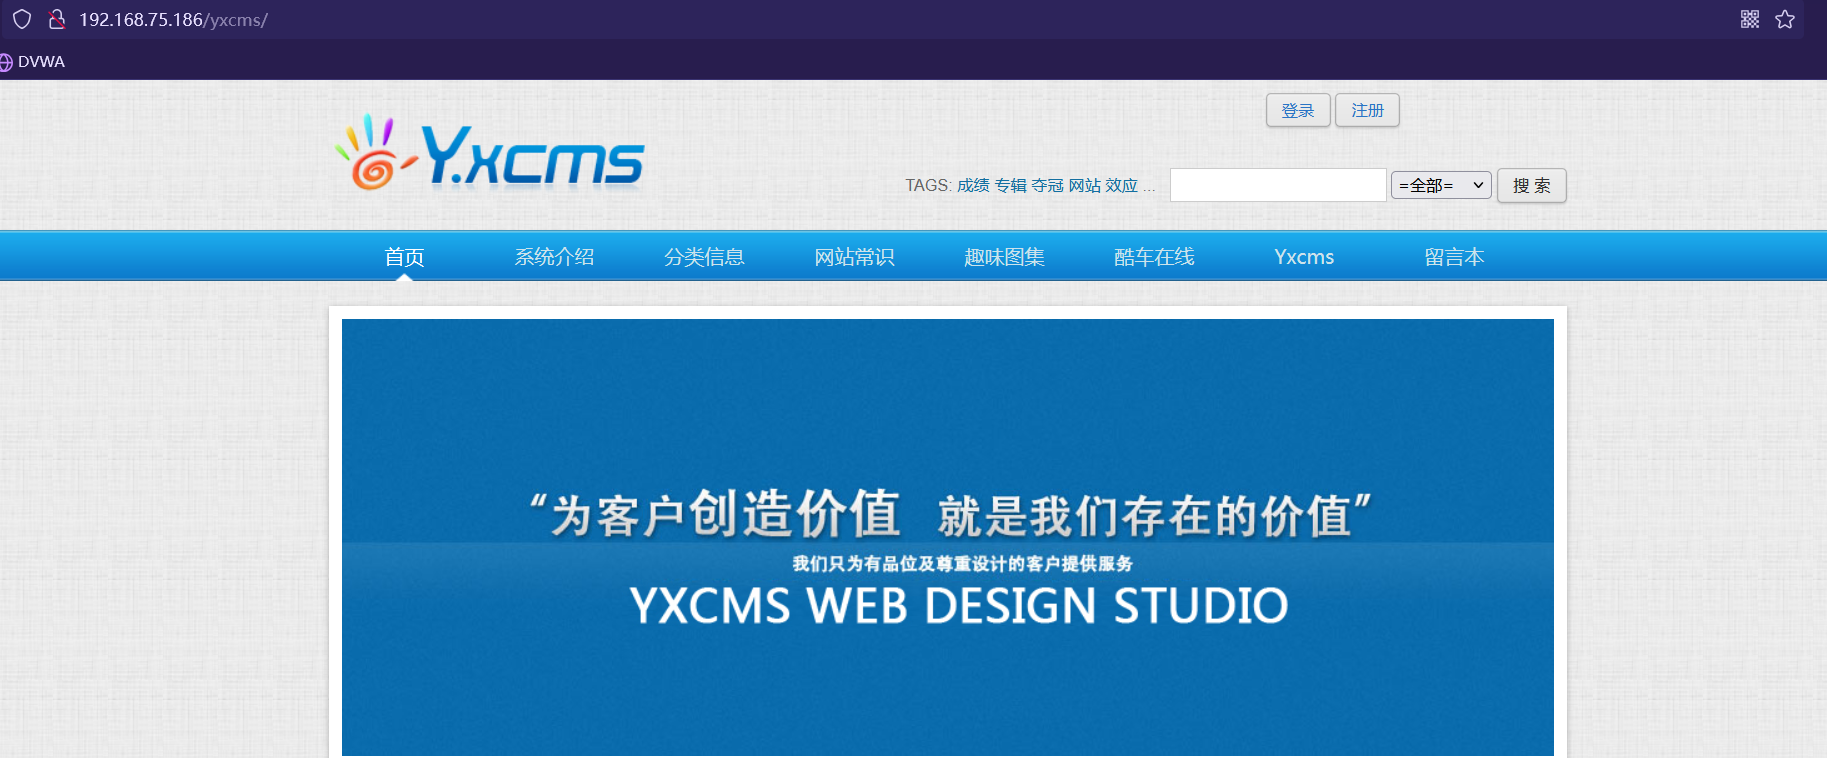 192.168.75.186/yxcms/
DVWA
登录 注册
Y.xcms
TAGS: 成绩 专辑 夺冠 网站 效应 ... =全部= 搜 索
首页 系统介绍 分类信息 网站常识 趣味图集 酷车在线 Yxcms 留言本
“为客户创造价值 就是我们存在的价值”
我们只为有品位及尊重设计的客户提供服务
YXCMS WEB DESIGN STUDIO